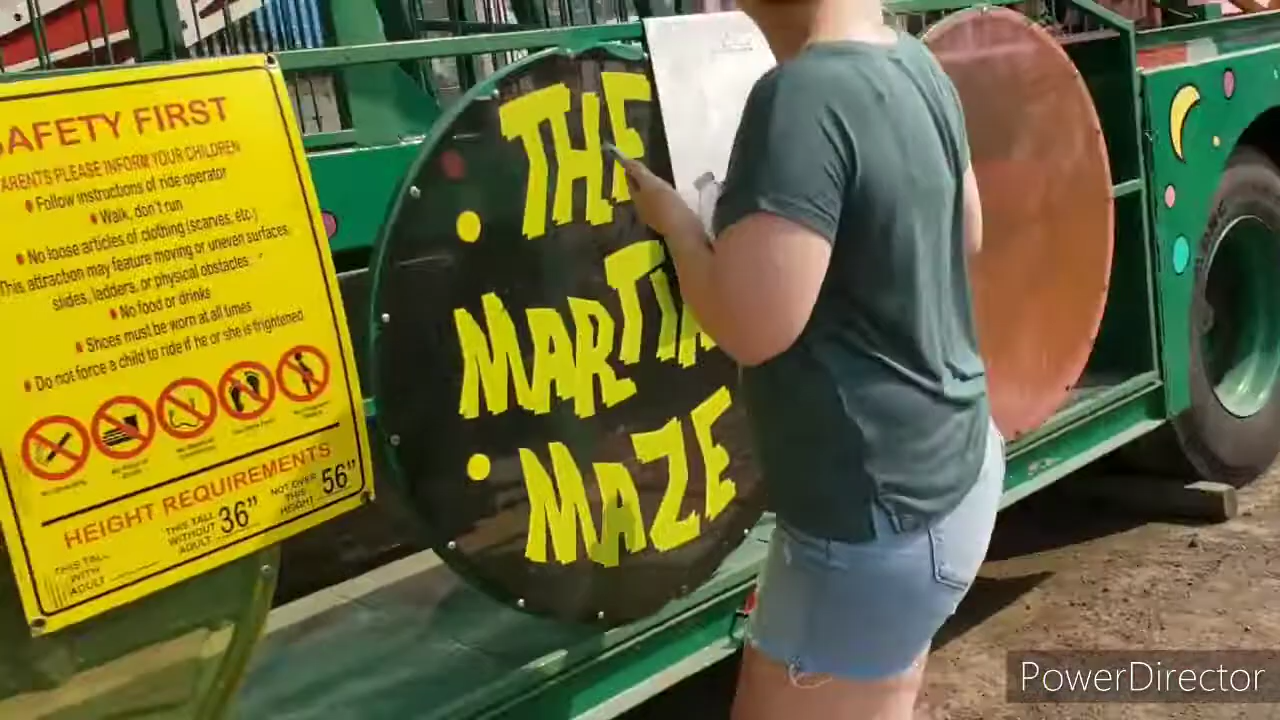 SAFETY FIRST
PARENTS PLEASE INFORM YOUR CHILDREN
• Follow instructions of ride operator
• Walk, don't run
• No loose articles of clothing (scarves, etc.)
This attraction may feature moving or uneven surfaces,
slides, ladders, or physical obstacles
• No food or drinks
• Shoes must be worn at all times
• Do not force a child to ride if he or she is frightened
HEIGHT REQUIREMENTS
THIS TALL WITH ADULT
THIS TALL WITHOUT ADULT 36"
NOT OVER THIS HEIGHT 56"
THE
MARTIN
MAZE
PowerDirector